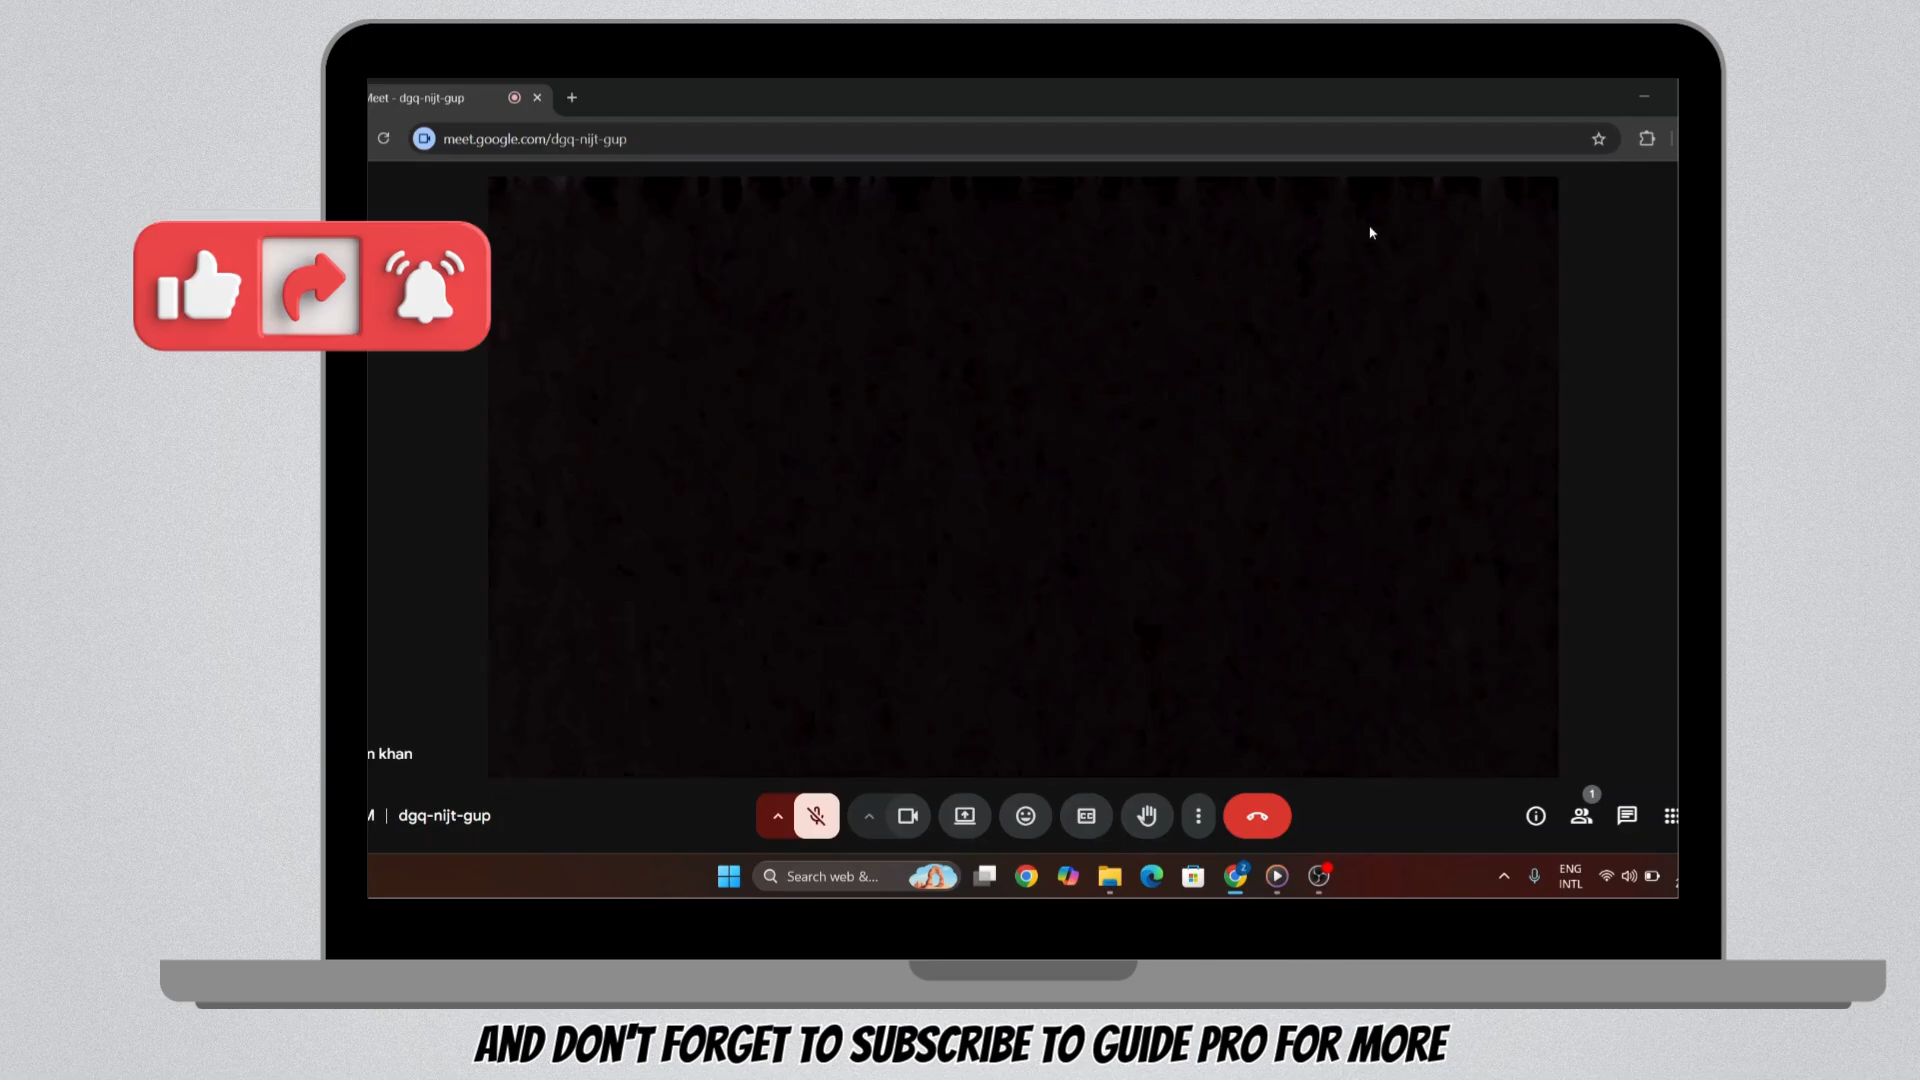 Meet - dgq-nijt-gup
meet.google.com/dgq-nijt-gup
n khan
M | dgq-nijt-gup
1
Search web &...
Z
ENG
INTL
AND DON'T FORGET TO SUBSCRIBE TO GUIDE PRO FOR MORE